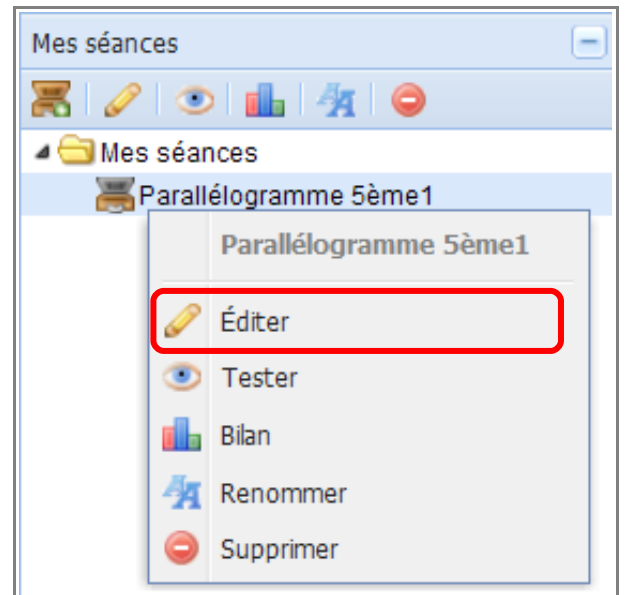 Mes séances
Mes séances
Parallélogramme 5ème1
Parallélogramme 5ème1
Éditer
Tester
Bilan
Renommer
Supprimer